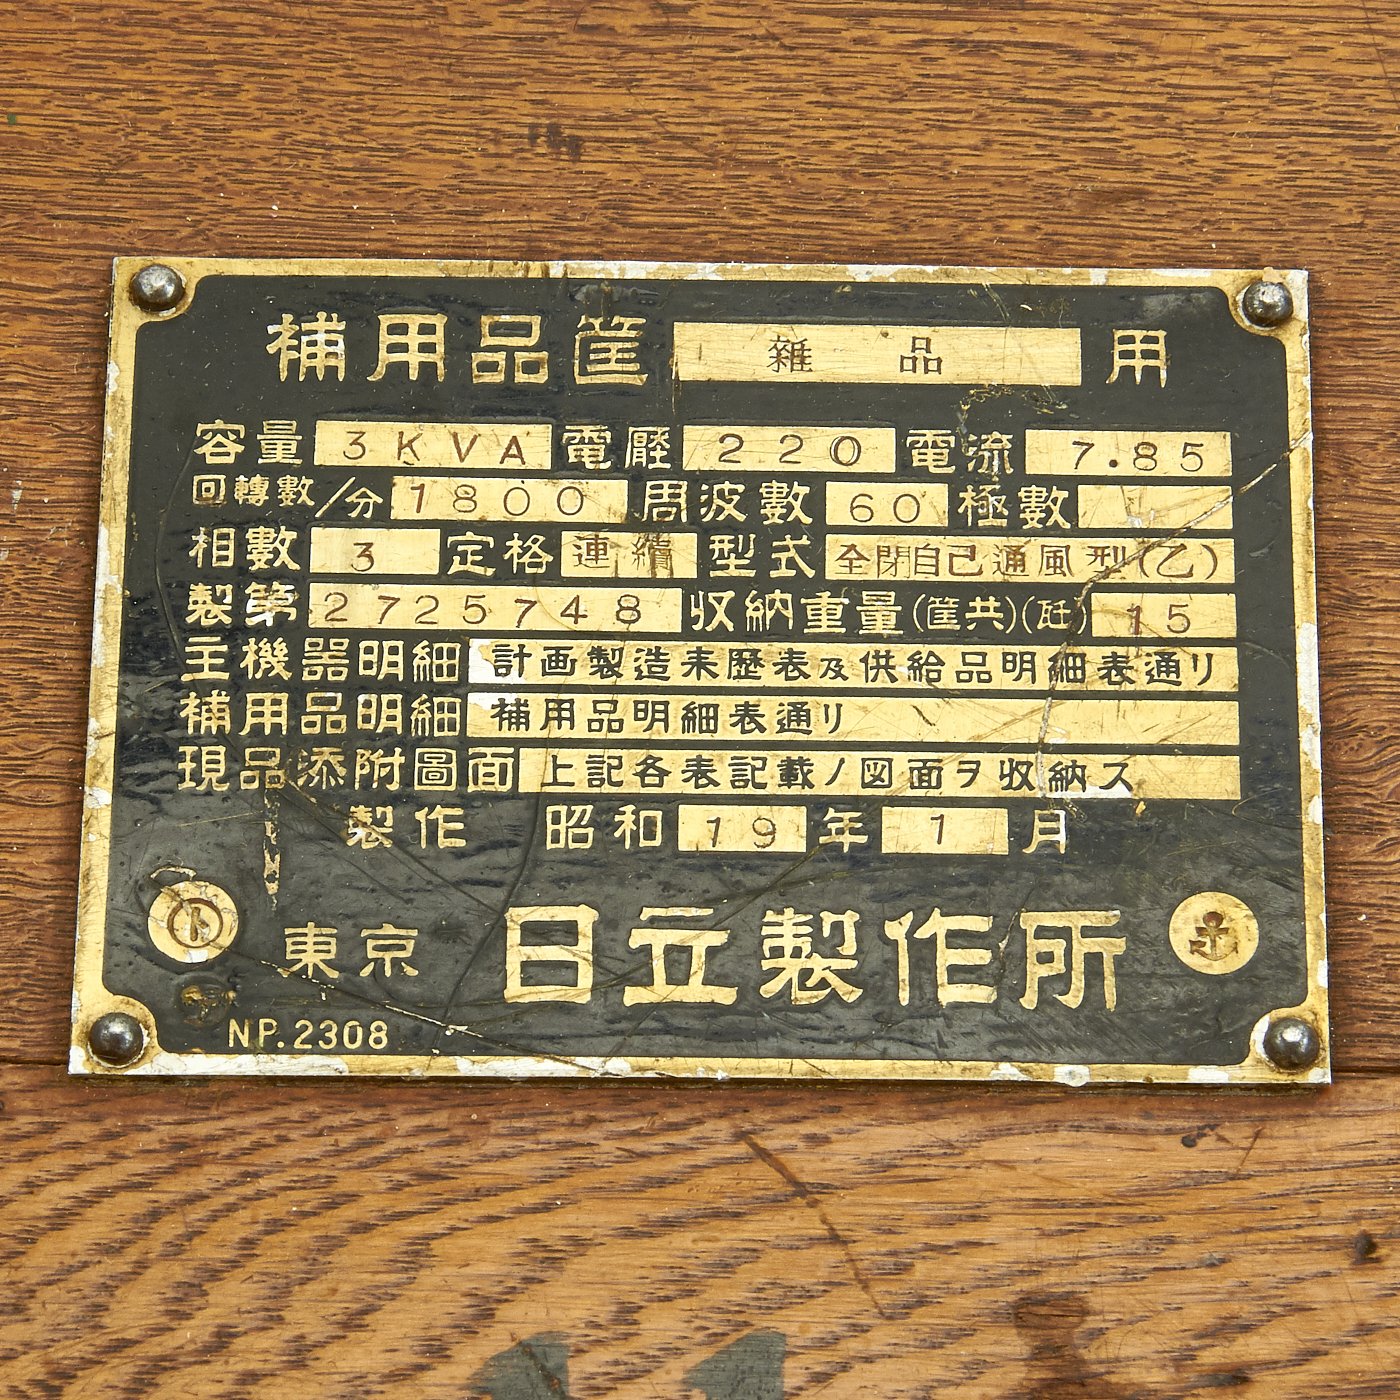 補用品筐 雜品 用
容量 3KVA 電壓 220 電流 7.85
回轉數/分 1800 周波數 60 極數
相數 3 定格 連續 型式 全閉自己通風型(乙)
製第 2725748 收納重量(筐共)(瓩) 15
主機器明細 計画製造来歴表及供給品明細表通リ
補用品明細 補用品明細表通リ
現品添附圖面 上記各表記載ノ図面ヲ収納ス
製作 昭和 19 年 1 月
ト
東京 日立製作所
NP.2308